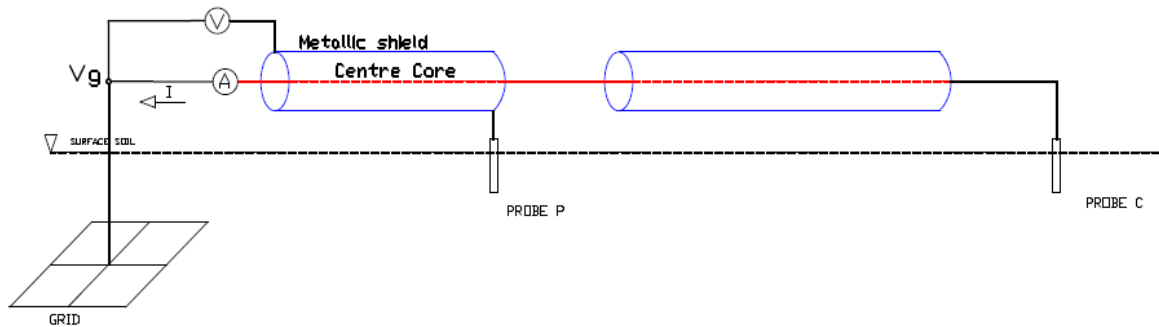 V
Metallic shield
Vg
A
Centre Core
I
SURFACE SOIL
PROBE P
PROBE C
GRID